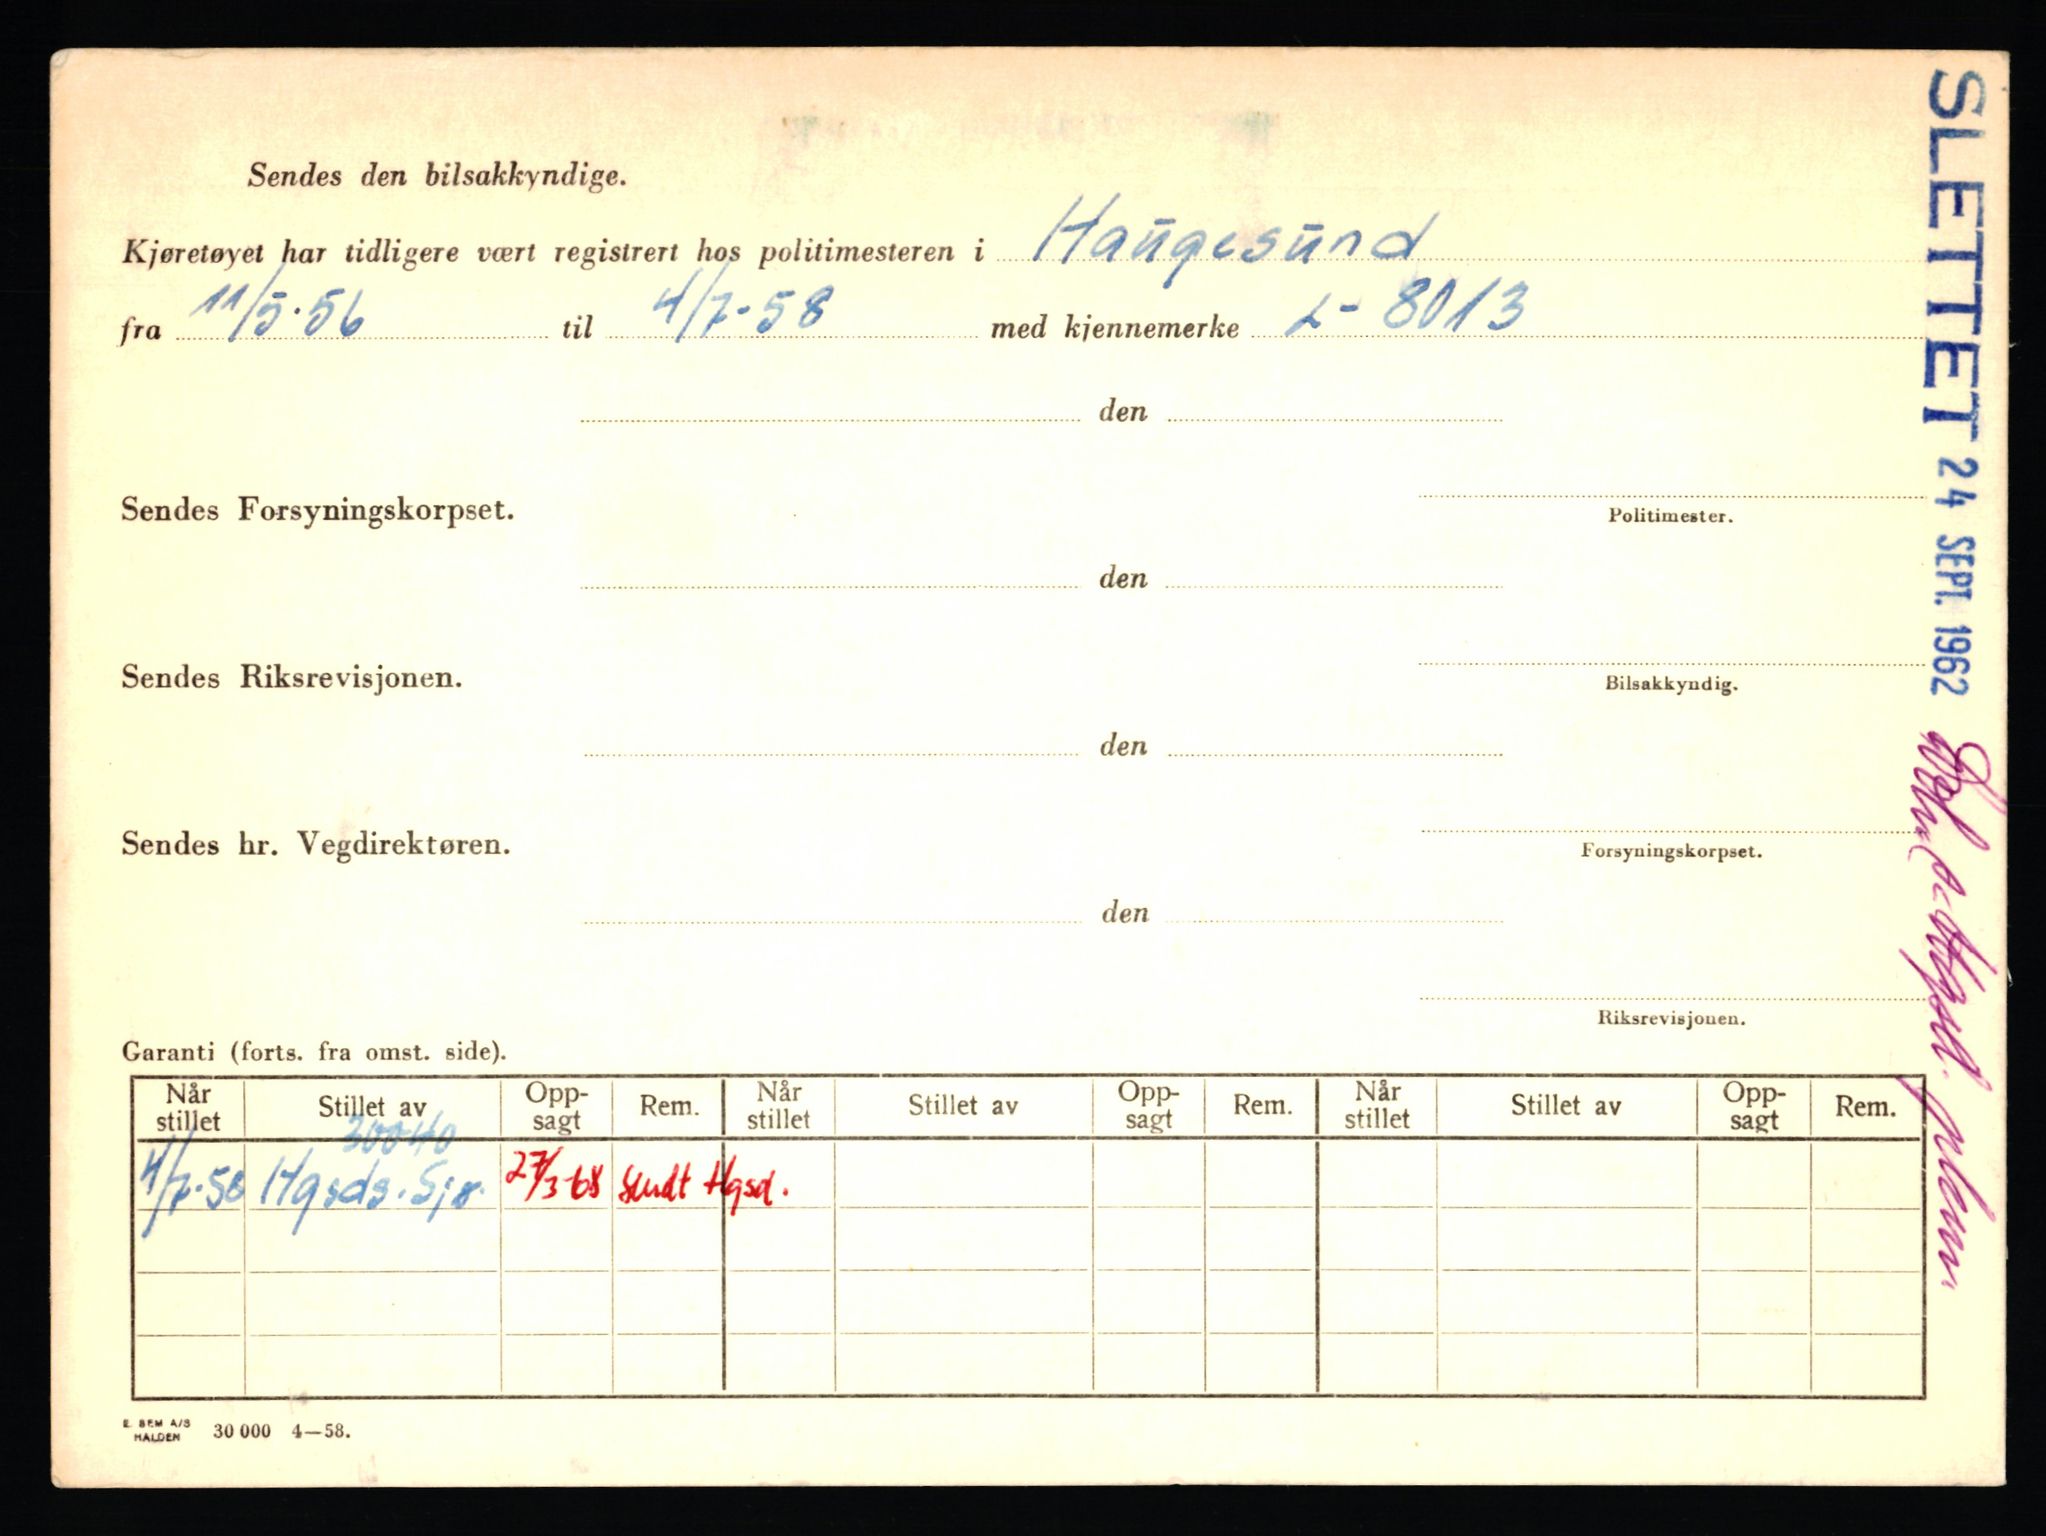 Sendes den bilsakkyndige.
Kjøretøyet har tidligere vært registrert hos politimesteren i Haugesund
fra 11/5-56 til 4/7-58 med kjennemerke L-8013
den
Sendes Forsyningskorpset.
Politimester.
den
Sendes Riksrevisjonen.
Bilsakkyndig.
den
Sendes hr. Vegdirektøren.
Forsyningskorpset.
den
Riksrevisjonen.
Garanti (forts. fra omst. side).
Når stillet Stillet av Opp-sagt Rem. Når stillet Stillet av Opp-sagt Rem. Når stillet Stillet av Opp-sagt Rem.
30040
4/7-58 Hgsds. Sjø. 27/3-68 sendt Hgsd.
E. SEM A/S
HALDEN 30 000 4—58.
SLETTET 24 SEPT. 1962